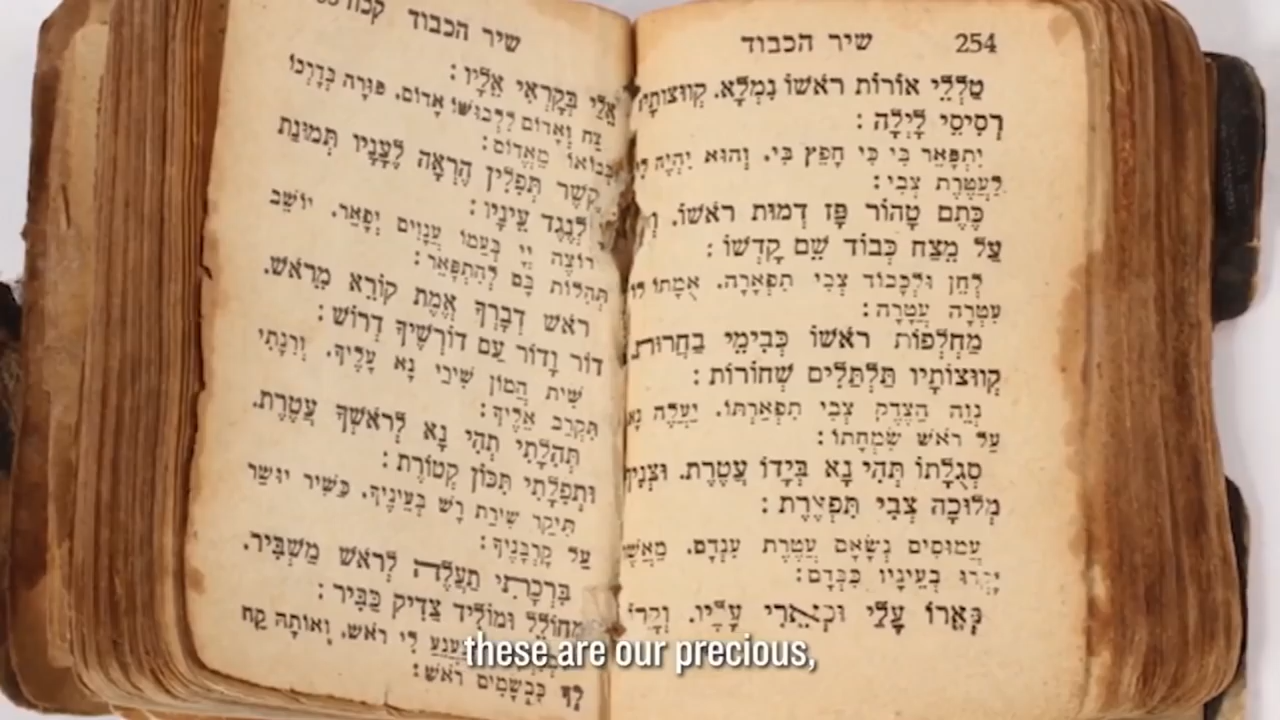 שיר הכבוד 254
טַלְלֵי אוֹרוֹת רֹאשׁוֹ נִמְלָא. קְוּוּצּוֹתָיו
רְסִיסֵי לָיְלָה:
יִתְפָּאֵר בִּי כִּי חָפֵץ בִּי. וְהוּא יִהְיֶה
לַעֲטֶרֶת צְבִי:
כֶּתֶם טָהוֹר פָּז דְמוּת רֹאשׁוֹ.
עַל מֵצַח כְּבוֹד שֵׁם קָדְשׁוֹ:
לְחֵן וּלְכָבוֹד צְבִי תִפְאָרָה. אֻמָּתוֹ
עִטְּרָה עֲטָרָה:
מַחְלְפוֹת רֹאשׁוֹ כְּבִימֵי בַחֲרוּת.
קְווּצוֹתָיו תַּלְתַּלִּים שְׁחוֹרוֹת:
נְוֵה הַצֶּדֶק צְבִי תִפְאַרְתּוֹ. יַעֲלֶה נָּא
עַל רֹאשׁ שִׂמְחָתוֹ:
סְגֻלָּתוֹ תְּהִי נָא בְּיָדוֹ עֲטֶרֶת. וּצְנִיף
מְלוּכָה צְבִי תִּפְצֶרֶת:
עֲמוּסִים נְשָׂאָם עֲטֶרֶת עִנְּדָם. מֵאֲשֶׁר
יָקְרוּ בְעֵינָיו כִּבְּדָם:
פְּאֵרוֹ עָלַי וּפְאֵרִי עָלָיו. וְקָרוֹ
שיר הכבוד
אֵלַי בְּקָרְאִי אֵלָיו:
צַח וְאָדוֹם לִלְבוּשׁוֹ אָדוֹם. פּוּרָה בְּדָרְכוֹ
בְּבוֹאוֹ מֵאֱדוֹם:
קֶשֶׁר תְּפִלִּין הֶרְאָה לֶעָנָיו תְּמוּנַת
לְנֶגֶד עֵינָיו:
רוֹצֶה יְיָ בְּעַמּוֹ עֲנָוִים יְפָאֵר. יוֹשֵׁב
תְּהִלּוֹת בָּם לְהִתְפָּאֵר:
רֹאשׁ דְּבָרְךָ אֱמֶת קוֹרֵא מֵרֹאשׁ.
דּוֹר וָדוֹר עַם דּוֹרֶשְׁיךָ דְּרוֹשׁ:
שִׁית הֲמוֹן שִׁירַי נָא עָלֶיךָ. וְרִנָּתִי
תִּקְרַב אֵלֶיךָ:
תְּהִלָּתִי תְּהִי נָא לְרֹאשְׁךָ עֲטֶרֶת.
וּתְפִלָּתִי תִּכּוֹן קְטוֹרֶת:
תִּיקַר שִׁירַת רָשׁ בְּעֵינֶיךָ. כַּשִּׁיר יוּשַׁר
עַל קָרְבָּנֶיךָ:
בִּרְכָתִי תַעֲלֶה לְרֹאשׁ מַשְׁבִּיר.
מְחוֹלֵל וּמוֹלִיד צַדִּיק כַּבִּיר:
לִי רֹאשׁ. וְאוֹתָהּ קַח
לְךָ כִּבְשָׂמִים רֹאשׁ:
these are our precious,